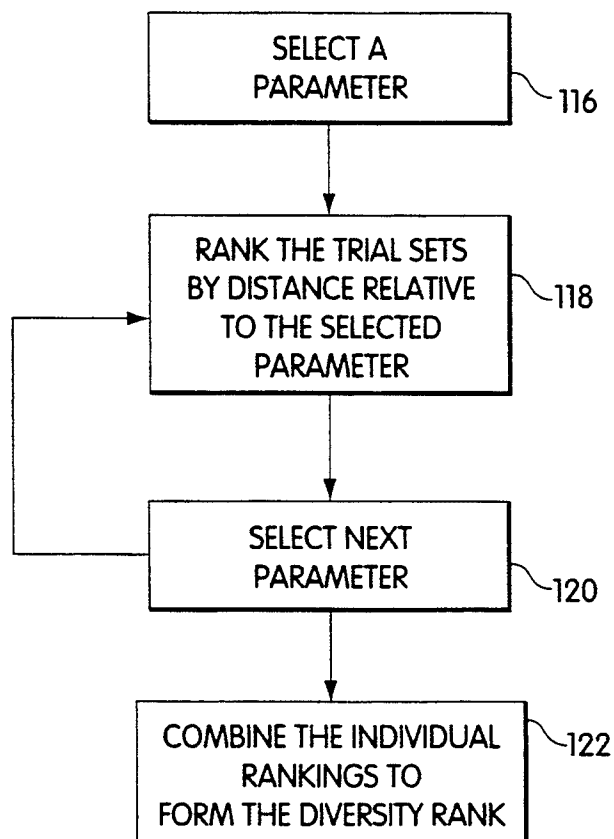 SELECT A
PARAMETER
116
RANK THE TRIAL SETS
BY DISTANCE RELATIVE
TO THE SELECTED
PARAMETER
118
SELECT NEXT
PARAMETER
120
COMBINE THE INDIVIDUAL
RANKINGS TO
FORM THE DIVERSITY RANK
122